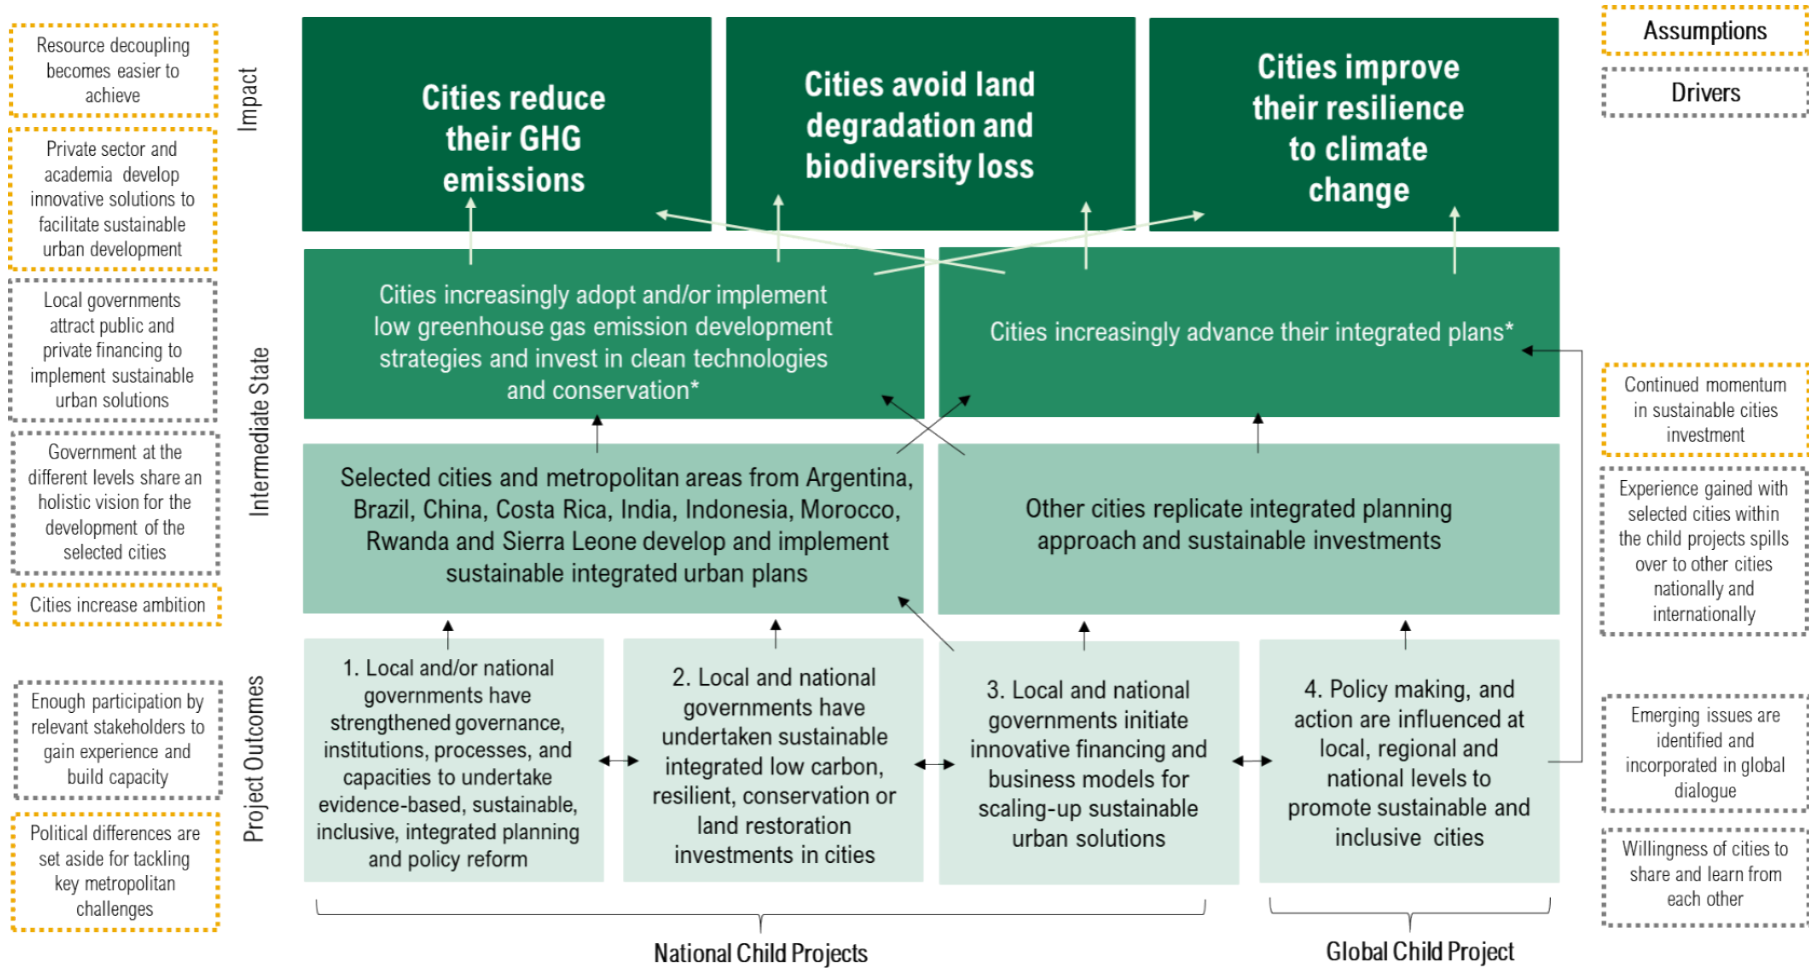 Resource decoupling
becomes easier to
achieve
Private sector and
academia develop
innovative solutions to
facilitate sustainable
urban development
Local governments
attract public and
private financing to
implement sustainable
urban solutions
Government at the
different levels share an
holistic vision for the
development of the
selected cities
Cities increase ambition
Enough participation by
relevant stakeholders to
gain experience and
build capacity
Political differences are
set aside for tackling
key metropolitan
challenges
Impact
Intermediate State
Project Outcomes
Cities reduce
their GHG
emissions
Cities avoid land
degradation and
biodiversity loss
Cities improve
their resilience
to climate
change
Cities increasingly adopt and/or implement
low greenhouse gas emission development
strategies and invest in clean technologies
and conservation*
Cities increasingly advance their integrated plans*
Selected cities and metropolitan areas from Argentina,
Brazil, China, Costa Rica, India, Indonesia, Morocco,
Rwanda and Sierra Leone develop and implement
sustainable integrated urban plans
Other cities replicate integrated planning
approach and sustainable investments
1. Local and/or national
governments have
strengthened governance,
institutions, processes, and
capacities to undertake
evidence-based, sustainable,
inclusive, integrated planning
and policy reform
2. Local and national
governments have
undertaken sustainable
integrated low carbon,
resilient, conservation or
land restoration
investments in cities
3. Local and national
governments initiate
innovative financing and
business models for
scaling-up sustainable
urban solutions
4. Policy making, and
action are influenced at
local, regional and
national levels to
promote sustainable and
inclusive cities
National Child Projects
Global Child Project
Assumptions
Drivers
Continued momentum
in sustainable cities
investment
Experience gained with
selected cities within
the child projects spills
over to other cities
nationally and
internationally
Emerging issues are
identified and
incorporated in global
dialogue
Willingness of cities to
share and learn from
each other